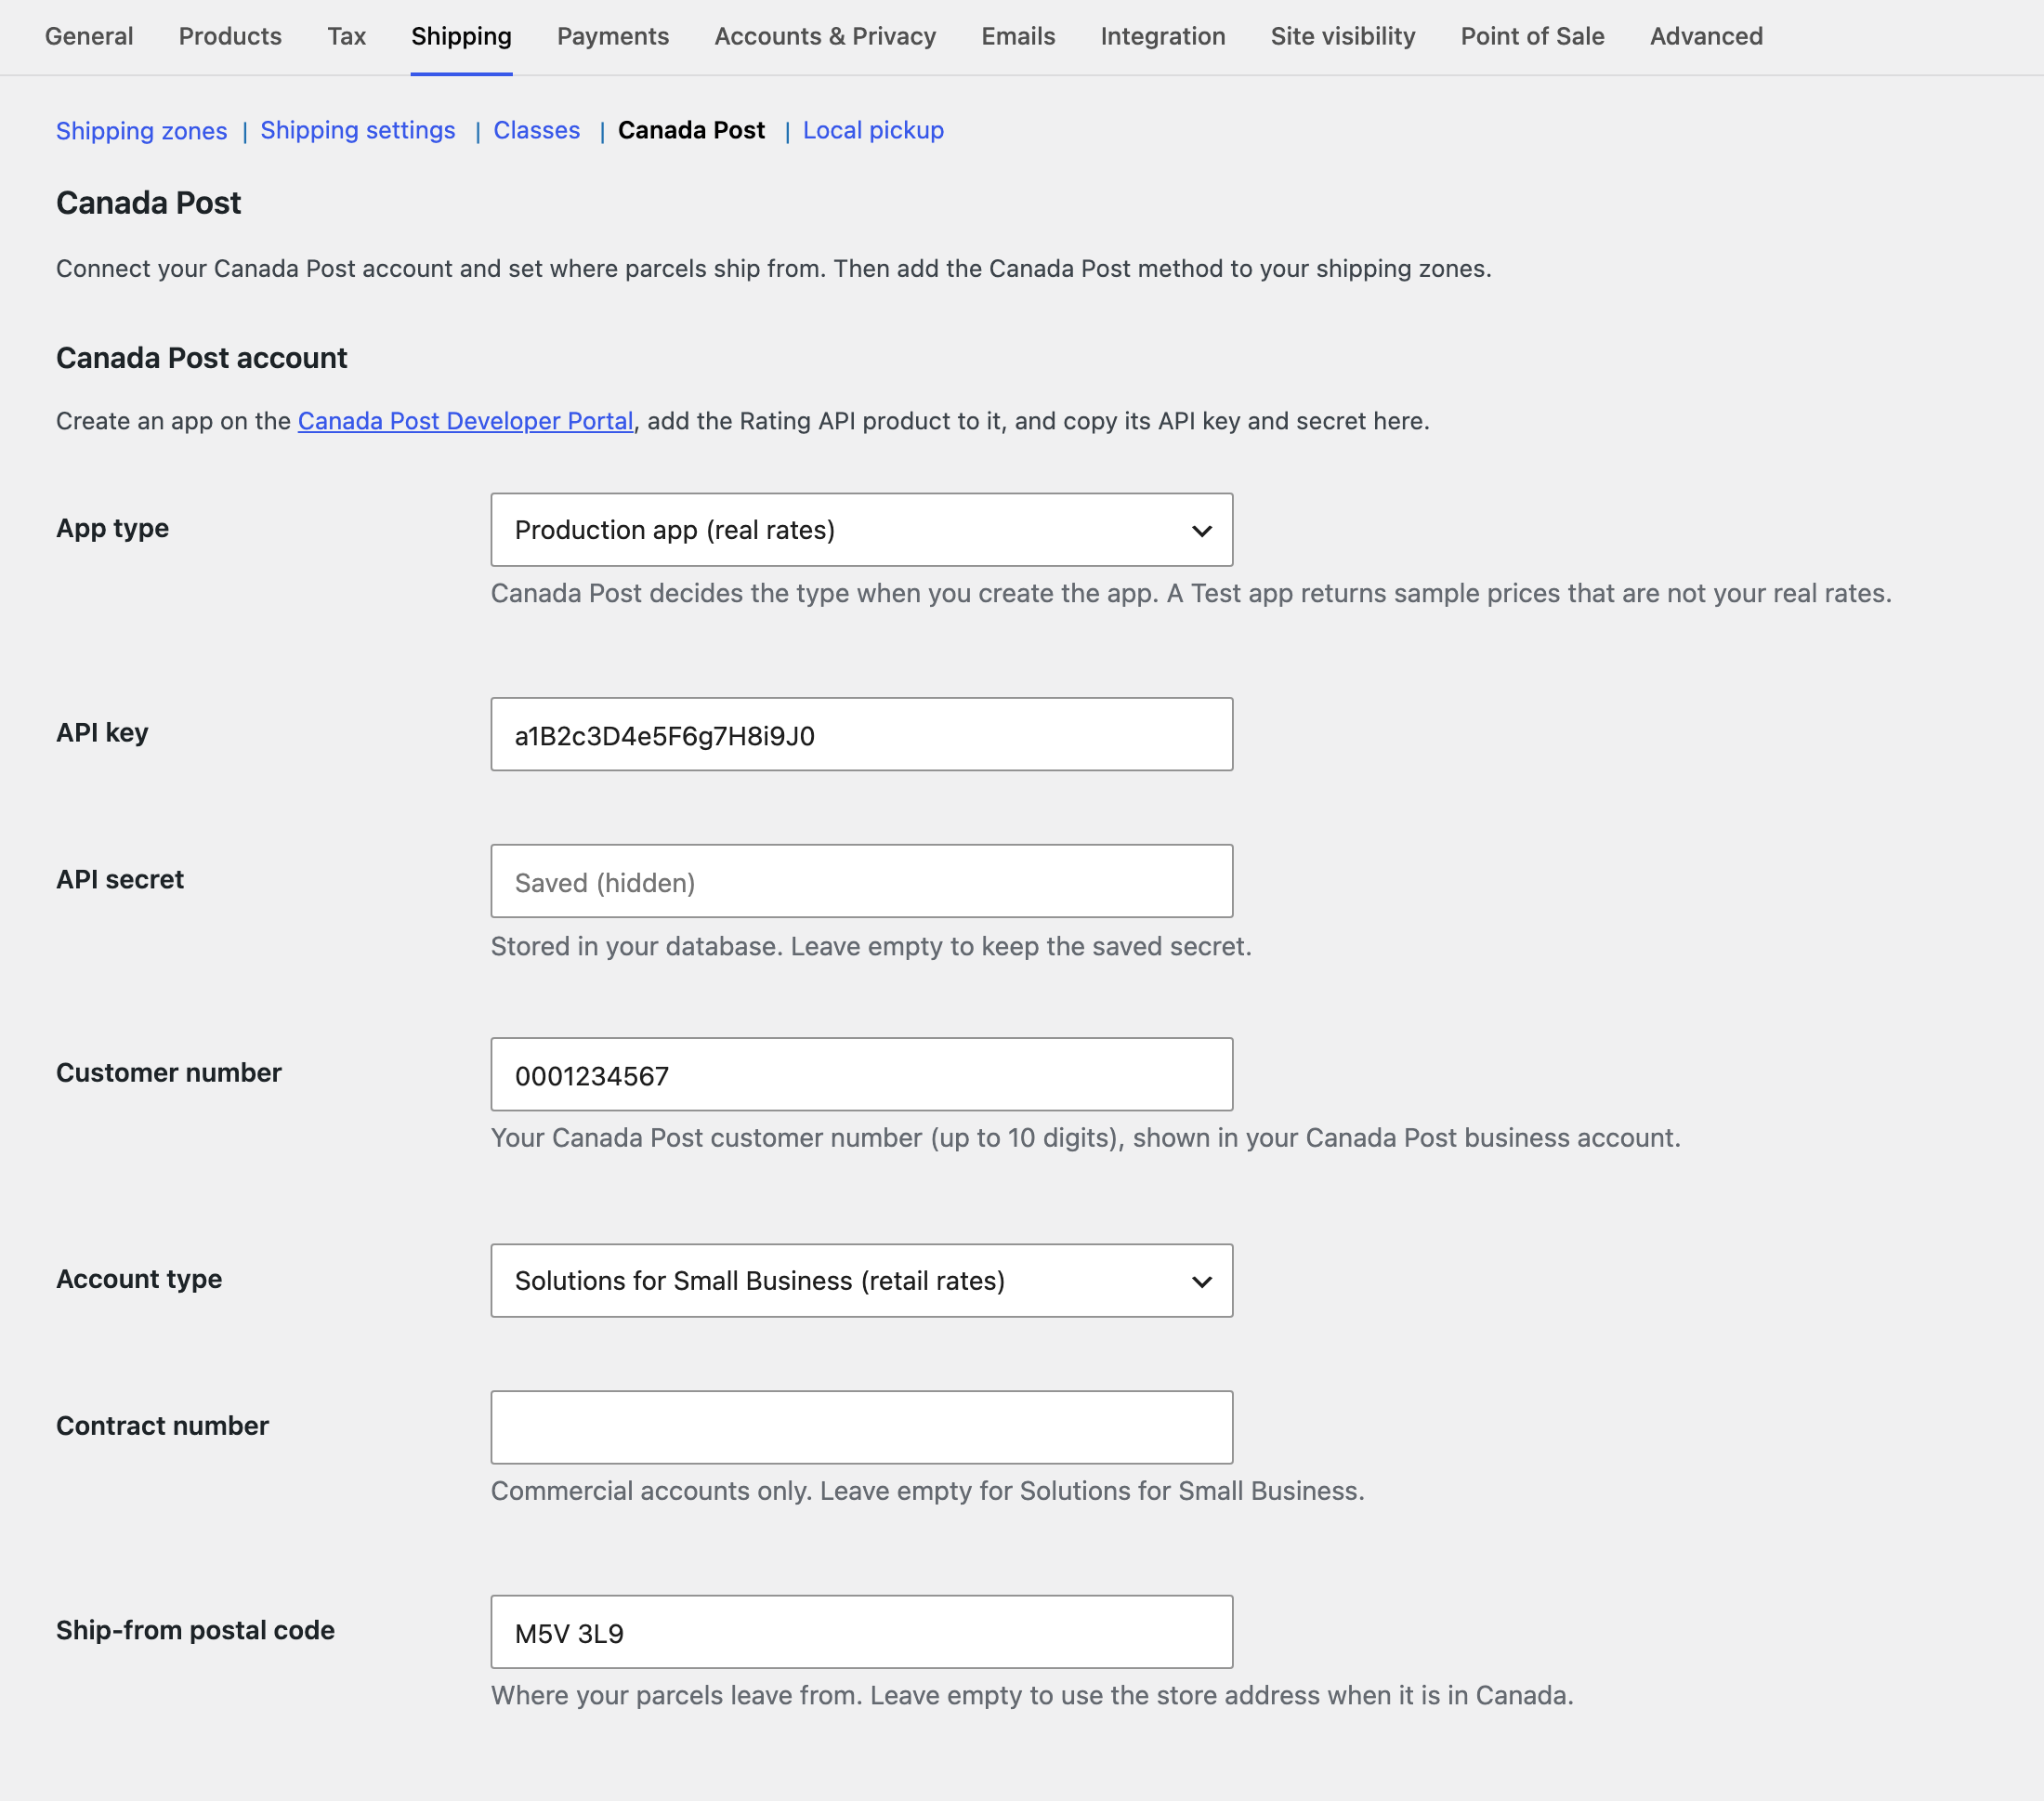 General Products Tax Shipping Payments Accounts & Privacy Emails Integration Site visibility Point of Sale Advanced
Shipping zones | Shipping settings | Classes | Canada Post | Local pickup
Canada Post
Connect your Canada Post account and set where parcels ship from. Then add the Canada Post method to your shipping zones.
Canada Post account
Create an app on the Canada Post Developer Portal, add the Rating API product to it, and copy its API key and secret here.
App type
Production app (real rates)
Canada Post decides the type when you create the app. A Test app returns sample prices that are not your real rates.
API key
a1B2c3D4e5F6g7H8i9J0
API secret
Saved (hidden)
Stored in your database. Leave empty to keep the saved secret.
Customer number
0001234567
Your Canada Post customer number (up to 10 digits), shown in your Canada Post business account.
Account type
Solutions for Small Business (retail rates)
Contract number
Commercial accounts only. Leave empty for Solutions for Small Business.
Ship-from postal code
M5V 3L9
Where your parcels leave from. Leave empty to use the store address when it is in Canada.